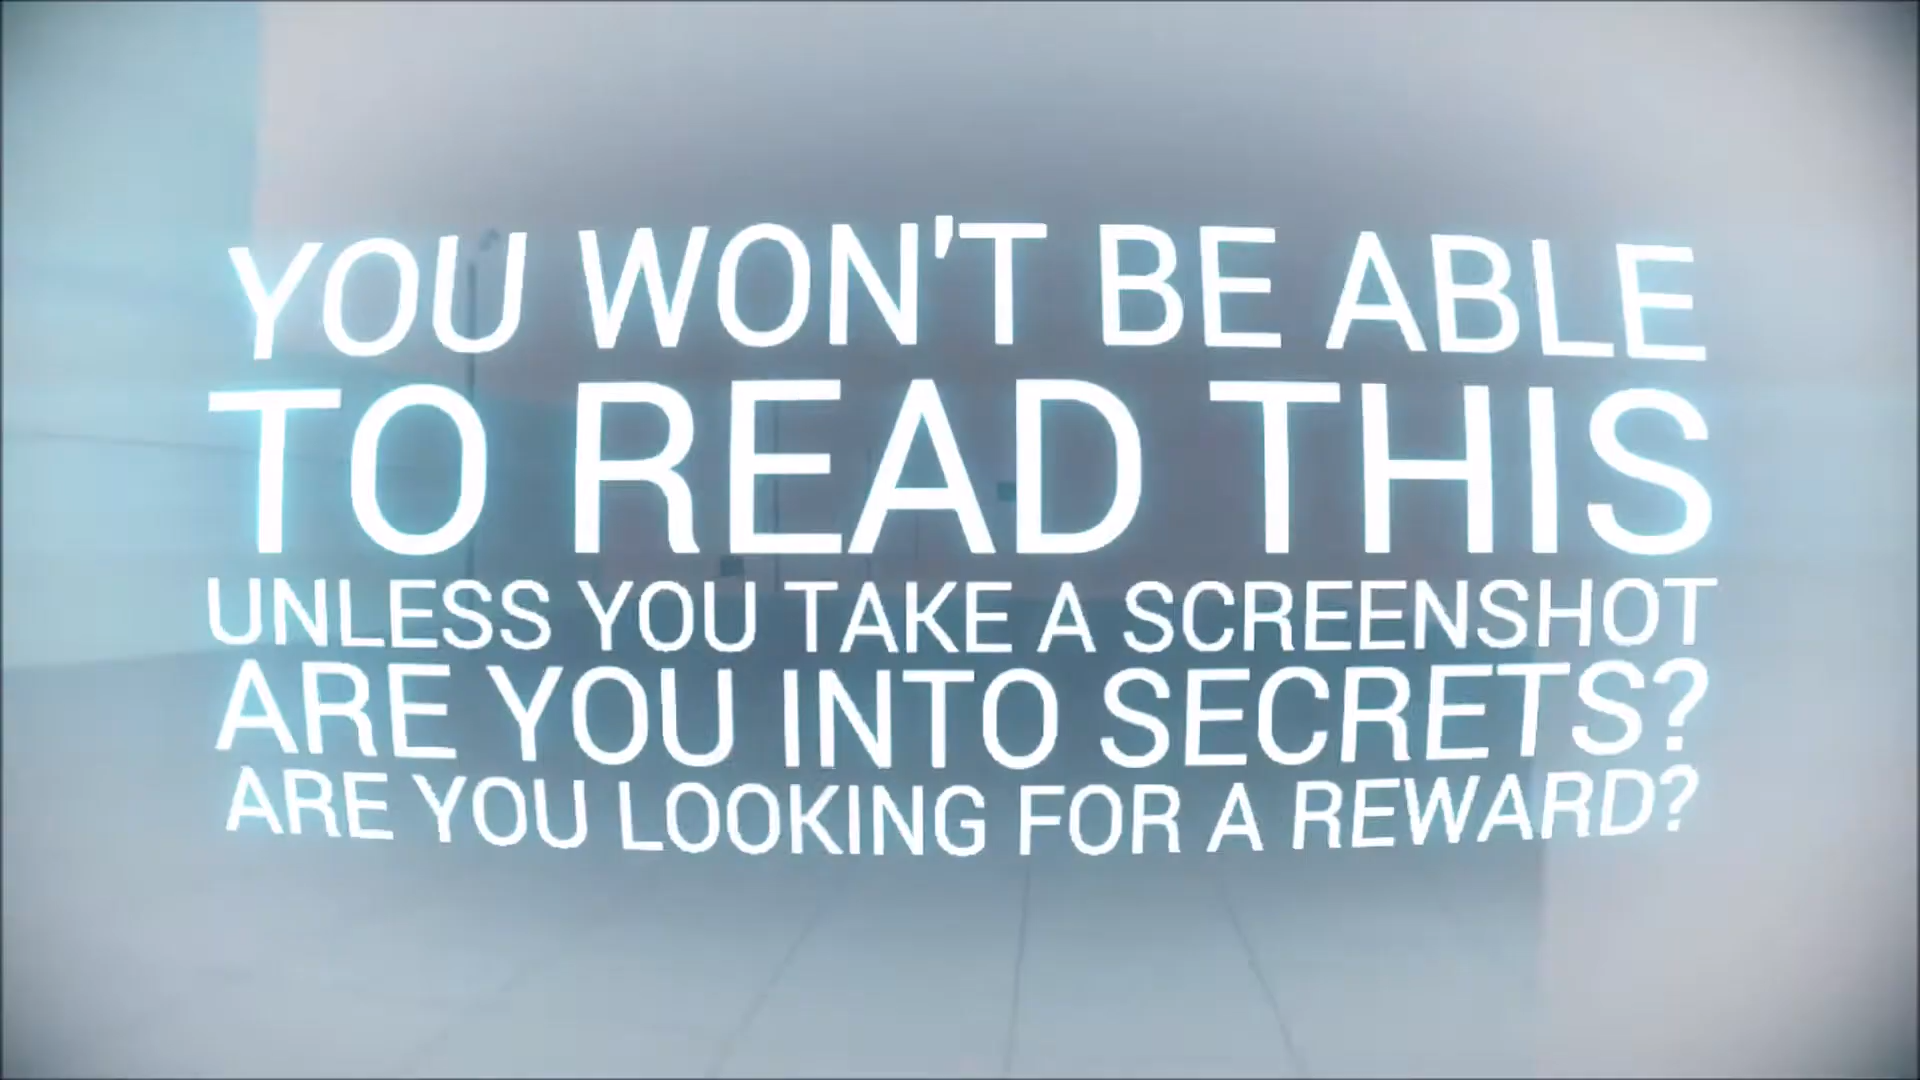 YOU WON'T BE ABLE
TO READ THIS
UNLESS YOU TAKE A SCREENSHOT
ARE YOU INTO SECRETS?
ARE YOU LOOKING FOR A REWARD?